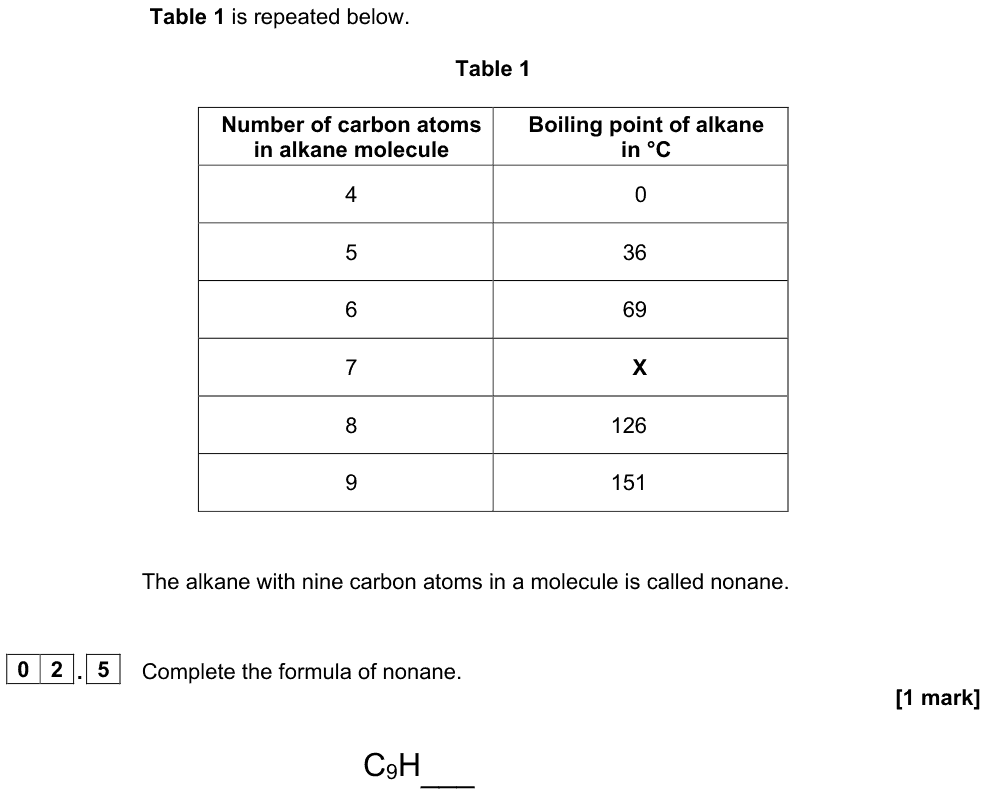 Table 1 is repeated below.
Table 1
Number of carbon atoms in alkane molecule Boiling point of alkane in °C
4 0
5 36
6 69
7 X
8 126
9 151
The alkane with nine carbon atoms in a molecule is called nonane.
0 2 . 5 Complete the formula of nonane.
[1 mark]
C₉H___